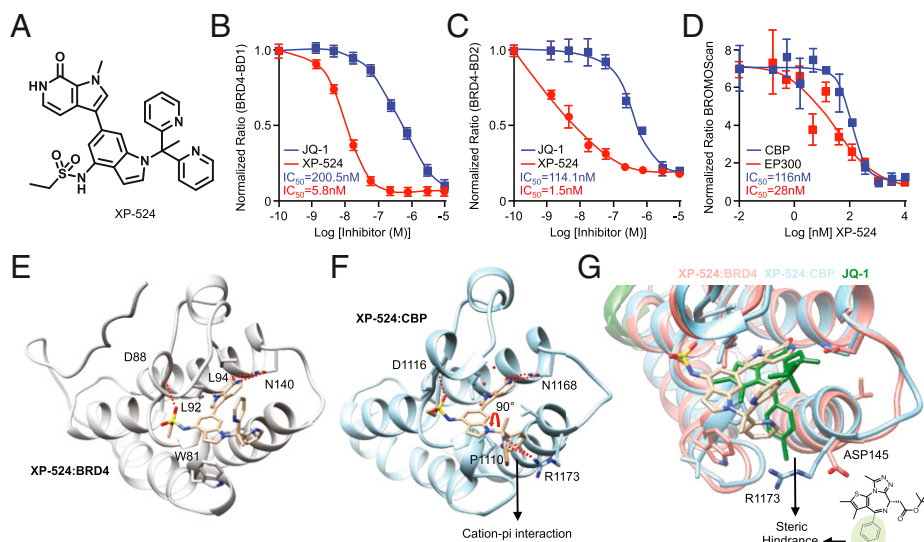 A
O
N
HN
N
N
N
O
O
S
N
H
XP-524
B
Normalized Ratio (BRD4-BD1)
1.0
0.5
0
JQ-1
XP-524
IC50=200.5nM
IC50=5.8nM
-10 -9 -8 -7 -6 -5
Log [Inhibitor (M)]
C
Normalized Ratio (BRD4-BD2)
1.0
0.5
0
JQ-1
XP-524
IC50=114.1nM
IC50=1.5nM
-10 -9 -8 -7 -6 -5
Log [Inhibitor (M)]
D
Normalized Ratio BROMOScan
8
6
4
2
0
CBP
EP300
IC50=116nM
IC50=28nM
-2 0 2 4
Log [nM] XP-524
E
D88
L94
N140
L92
W81
XP-524:BRD4
F
XP-524:CBP
D1116
N1168
90°
P1110
R1173
Cation-pi interaction
G
XP-524:BRD4 XP-524:CBP JQ-1
ASP145
R1173
Steric
Hindrance
N
N
N
S
N
O
O